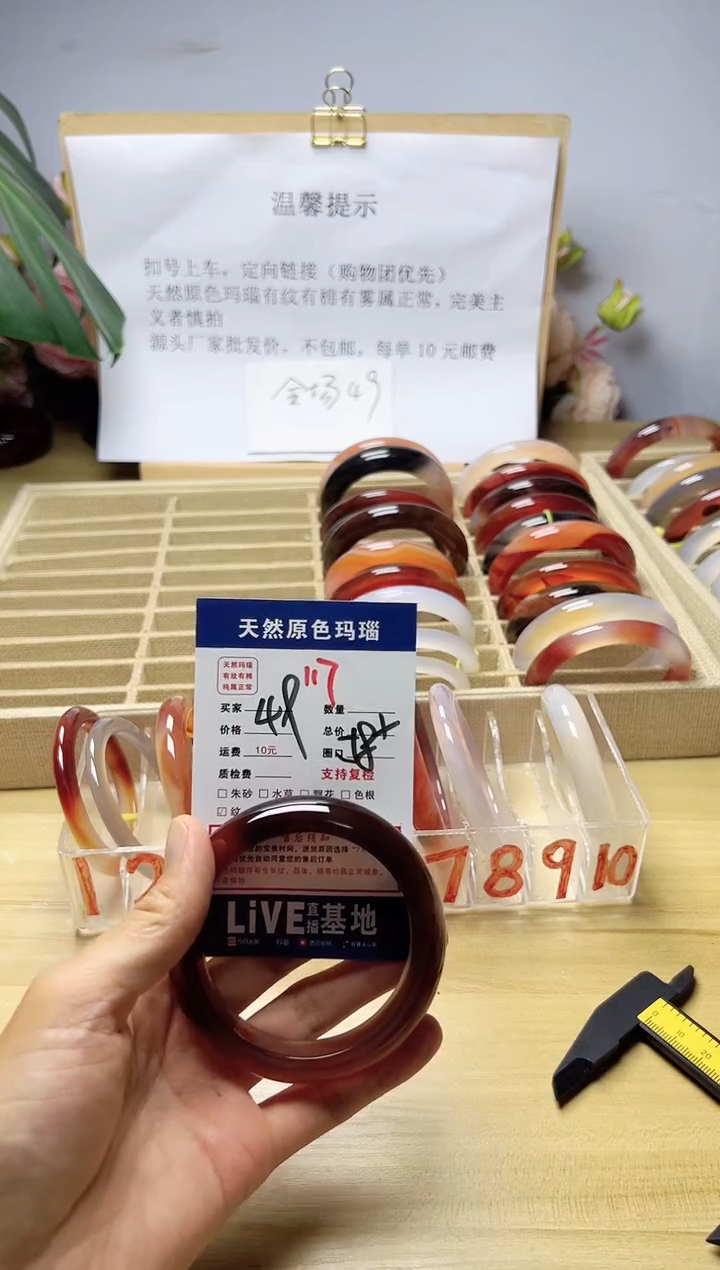 温馨提示
扣号上车，定向链接（购物团优先）
天然原色玛瑙有纹有棉有雾属正常，完美主
义者慎拍
源头厂家批发价，不包邮，每单10元邮费
全场49
天然原色玛瑙
天然玛瑙
有纹有棉
纯属正常
117
买家
数量
价格 49
总价
运费 10元
圈口 58+
质检费
支持复检
朱砂 水草 飘花 色根
纹
LiVE直播基地
1 2 7 8 9 10
0 10 20